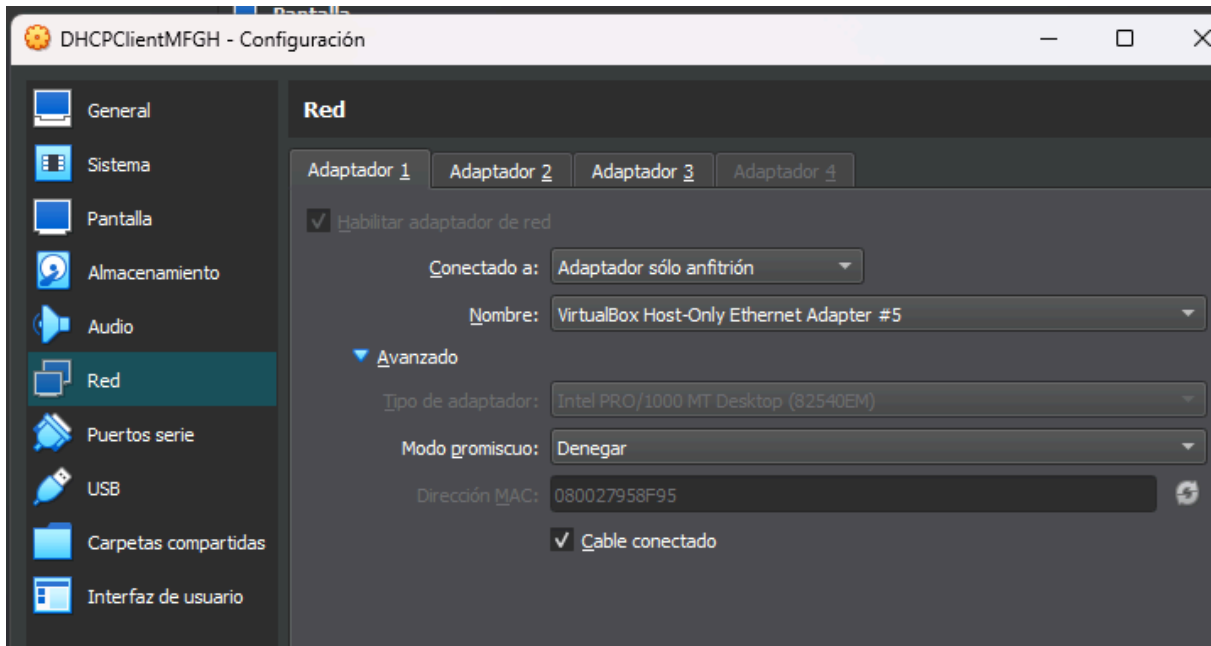 Pantalla
DHCPClientMFGH - Configuración
General
Sistema
Pantalla
Almacenamiento
Audio
Red
Puertos serie
USB
Carpetas compartidas
Interfaz de usuario
Red
Adaptador 1 Adaptador 2 Adaptador 3 Adaptador 4
Habilitar adaptador de red
Conectado a: Adaptador sólo anfitrión
Nombre: VirtualBox Host-Only Ethernet Adapter #5
Avanzado
Tipo de adaptador: Intel PRO/1000 MT Desktop (82540EM)
Modo promiscuo: Denegar
Dirección MAC: 080027958F95
Cable conectado